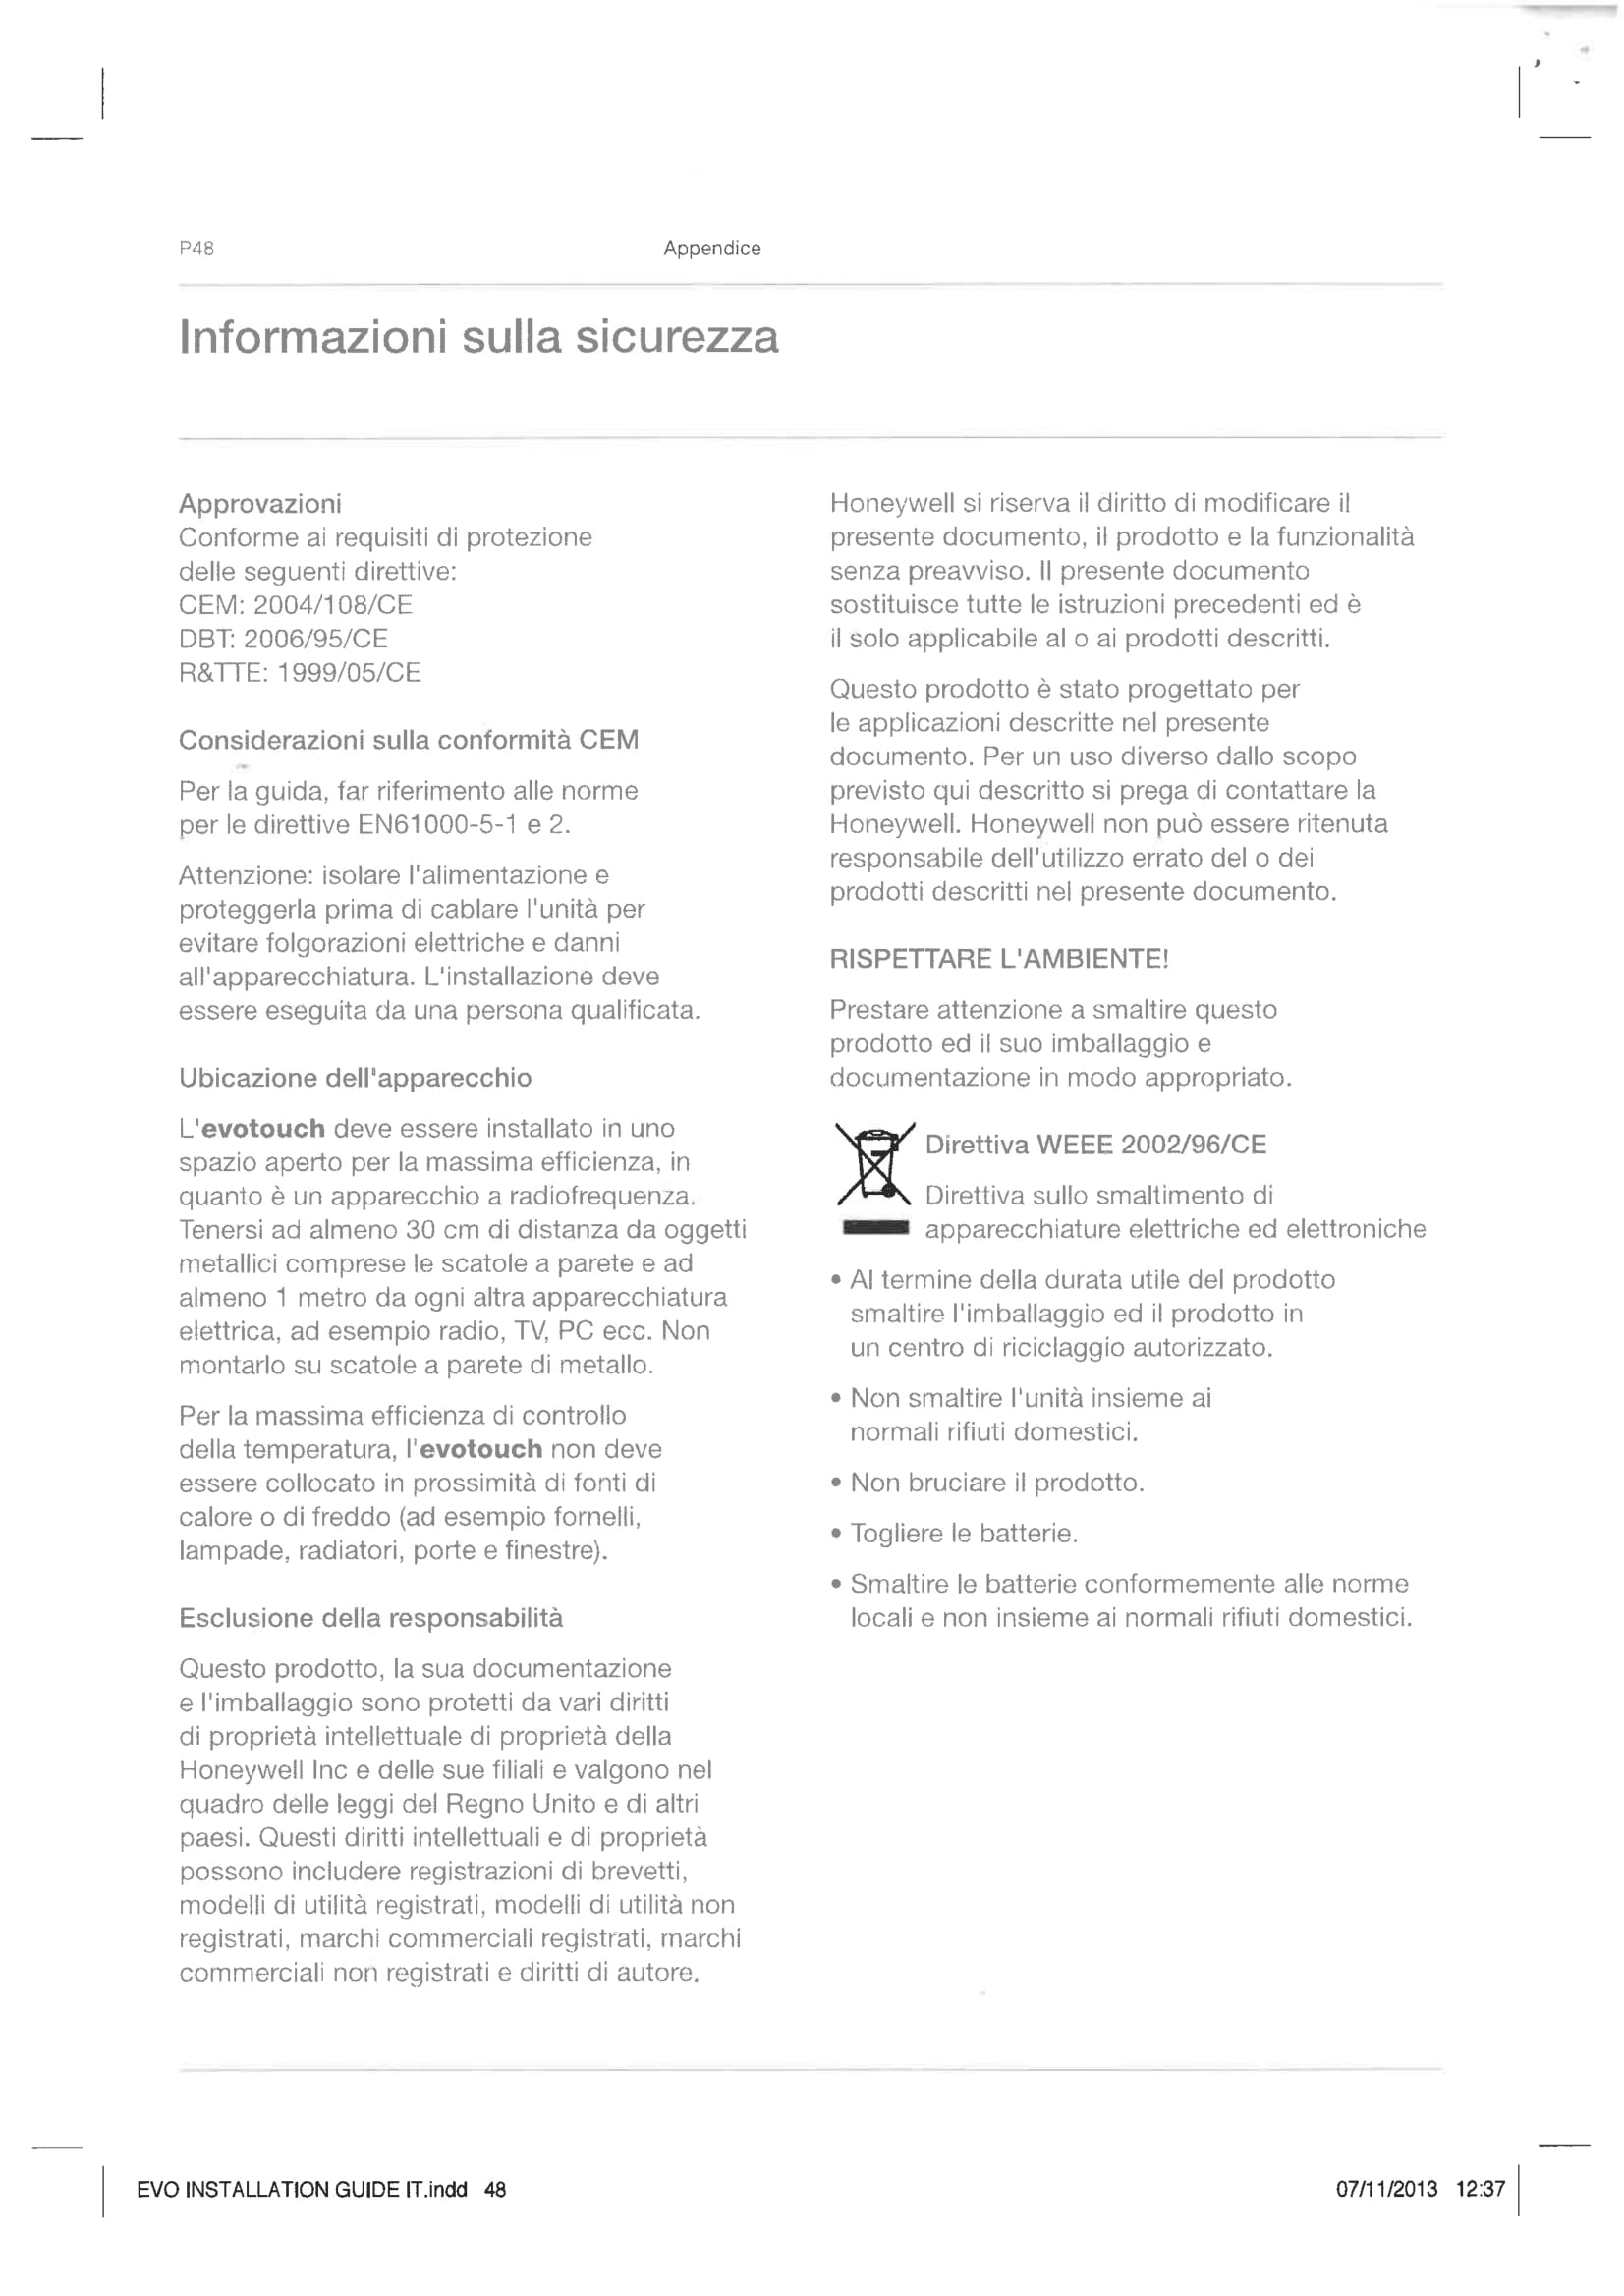 P48
Appendice
Informazioni sulla sicurezza
Approvazioni
Conforme ai requisiti di protezione
delle seguenti direttive:
CEM: 2004/108/CE
DBT: 2006/95/CE
R&TTE: 1999/05/CE
Considerazioni sulla conformità CEM
Per la guida, far riferimento alle norme
per le direttive EN61000-5-1 e 2.
Attenzione: isolare l'alimentazione e
proteggerla prima di cablare l'unità per
evitare folgorazioni elettriche e danni
all'apparecchiatura. L'installazione deve
essere eseguita da una persona qualificata.
Ubicazione dell'apparecchio
L'evotouch deve essere installato in uno
spazio aperto per la massima efficienza, in
quanto è un apparecchio a radiofrequenza.
Tenersi ad almeno 30 cm di distanza da oggetti
metallici comprese le scatole a parete e ad
almeno 1 metro da ogni altra apparecchiatura
elettrica, ad esempio radio, TV, PC ecc. Non
montarlo su scatole a parete di metallo.
Per la massima efficienza di controllo
della temperatura, l'evotouch non deve
essere collocato in prossimità di fonti di
calore o di freddo (ad esempio fornelli,
lampade, radiatori, porte e finestre).
Esclusione della responsabilità
Questo prodotto, la sua documentazione
e l'imballaggio sono protetti da vari diritti
di proprietà intellettuale di proprietà della
Honeywell Inc e delle sue filiali e valgono nel
quadro delle leggi del Regno Unito e di altri
paesi. Questi diritti intellettuali e di proprietà
possono includere registrazioni di brevetti,
modelli di utilità registrati, modelli di utilità non
registrati, marchi commerciali registrati, marchi
commerciali non registrati e diritti di autore.
Honeywell si riserva il diritto di modificare il
presente documento, il prodotto e la funzionalità
senza preavviso. Il presente documento
sostituisce tutte le istruzioni precedenti ed è
il solo applicabile al o ai prodotti descritti.
Questo prodotto è stato progettato per
le applicazioni descritte nel presente
documento. Per un uso diverso dallo scopo
previsto qui descritto si prega di contattare la
Honeywell. Honeywell non può essere ritenuta
responsabile dell'utilizzo errato del o dei
prodotti descritti nel presente documento.
RISPETTARE L'AMBIENTE!
Prestare attenzione a smaltire questo
prodotto ed il suo imballaggio e
documentazione in modo appropriato.
Direttiva WEEE 2002/96/CE
Direttiva sullo smaltimento di
apparecchiature elettriche ed elettroniche
• Al termine della durata utile del prodotto
smaltire l'imballaggio ed il prodotto in
un centro di riciclaggio autorizzato.
• Non smaltire l'unità insieme ai
normali rifiuti domestici.
• Non bruciare il prodotto.
• Togliere le batterie.
• Smaltire le batterie conformemente alle norme
locali e non insieme ai normali rifiuti domestici.
EVO INSTALLATION GUIDE IT.indd 48
07/11/2013 12:37